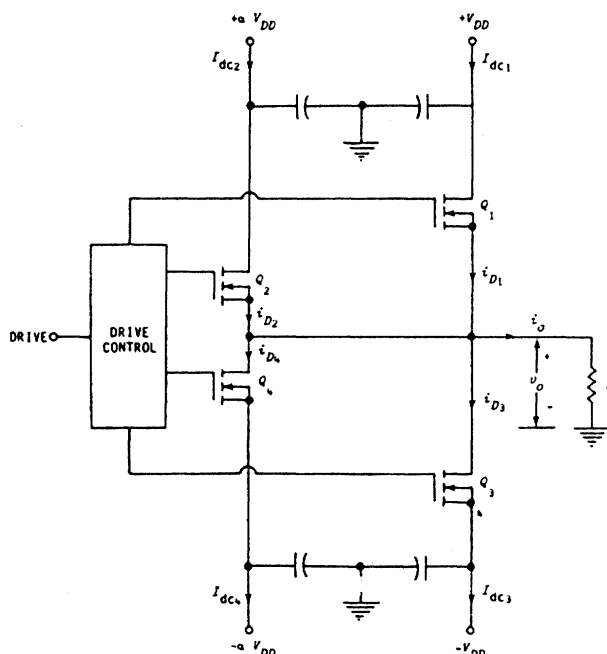 +a V_DD
+V_DD
I_dc2
I_dc1
Q_1
i_D1
Q_2
i_D2
i_o
DRIVE
DRIVE
CONTROL
i_D4
+
v_o
-
Q_4
i_D3
Q_3
I_dc4
I_dc3
-a V_DD
-V_DD